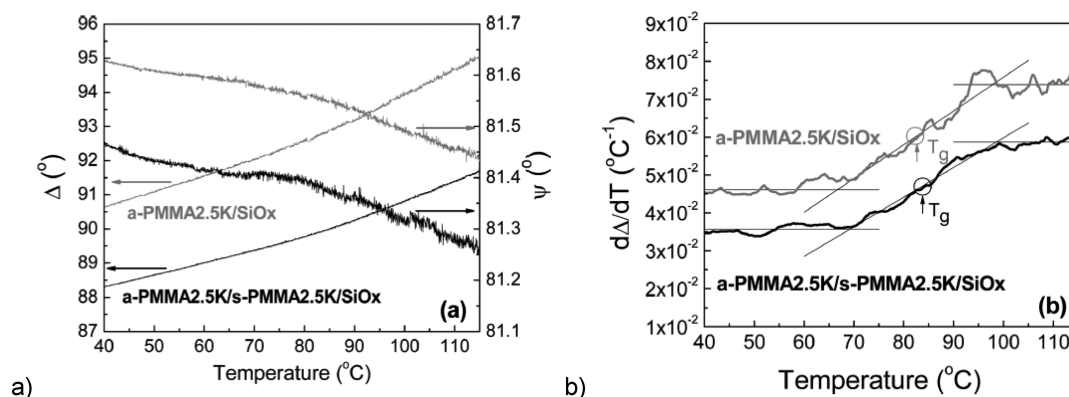 96
95
94
93
92
91
90
89
88
87
Δ (°)
81.7
81.6
81.5
81.4
81.3
81.2
81.1
ψ (°)
a-PMMA2.5K/SiOx
a-PMMA2.5K/s-PMMA2.5K/SiOx
(a)
40 50 60 70 80 90 100 110
Temperature (°C)
a)
9x10⁻²
8x10⁻²
7x10⁻²
6x10⁻²
5x10⁻²
4x10⁻²
3x10⁻²
2x10⁻²
1x10⁻²
dΔ/dT (°C⁻¹)
a-PMMA2.5K/SiOx
Tg
Tg
a-PMMA2.5K/s-PMMA2.5K/SiOx
(b)
40 50 60 70 80 90 100 110
Temperature (°C)
b)